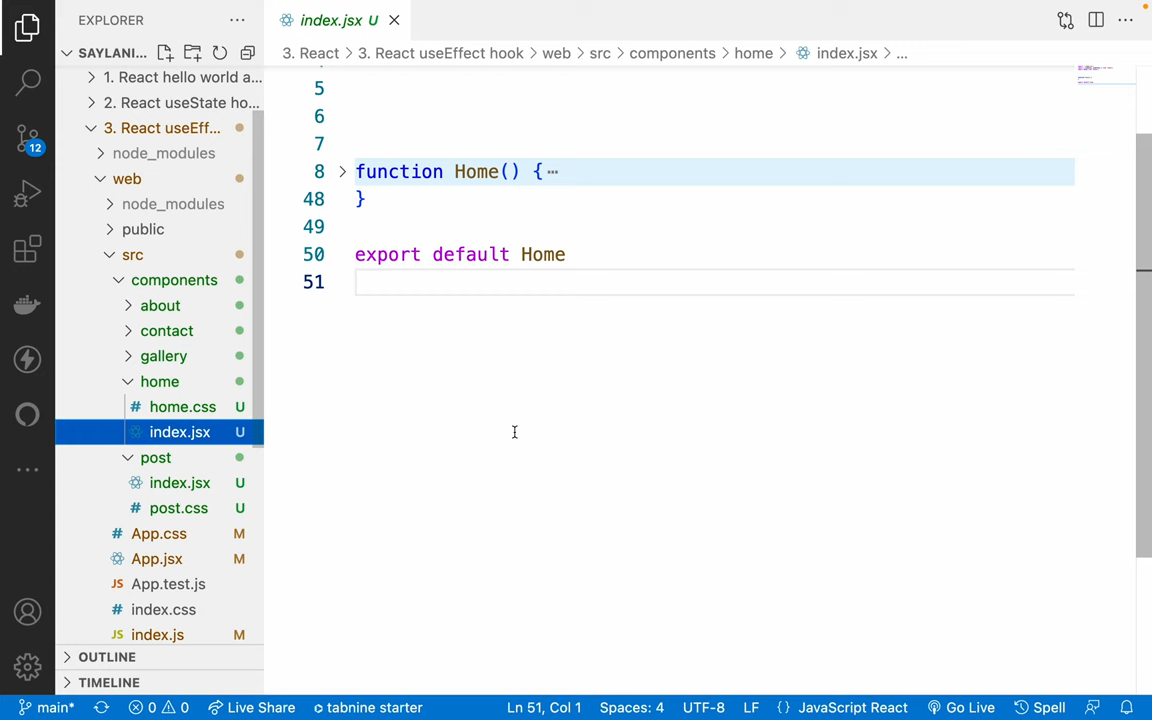 EXPLORER
index.jsx U
SAYLANI...
3. React > 3. React useEffect hook > web > src > components > home > index.jsx > ...
1. React hello world a...
2. React useState ho...
3. React useEff...
node_modules
web
node_modules
public
src
components
about
contact
gallery
home
# home.css U
index.jsx U
post
index.jsx U
# post.css U
# App.css M
App.jsx M
JS App.test.js
# index.css
JS index.js M
OUTLINE
TIMELINE
12
5
6
7
8 function Home() { ...
48 }
49
50 export default Home
51
main* 0 0 Live Share tabnine starter Ln 51, Col 1 Spaces: 4 UTF-8 LF {} JavaScript React Go Live Spell